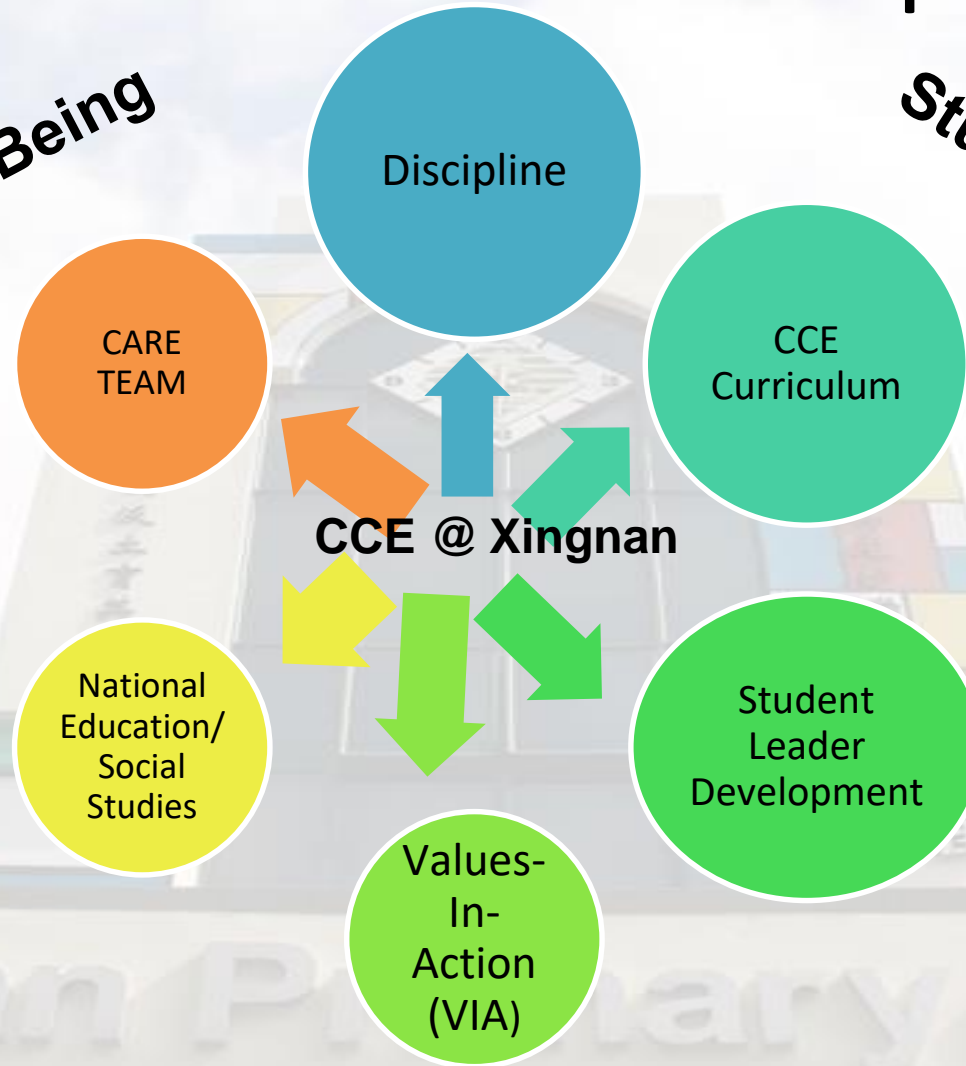 Being
Discipline
CARE
TEAM
CCE
Curriculum
CCE @ Xingnan
National
Education/
Social
Studies
Student
Leader
Development
Values-
In-
Action
(VIA)